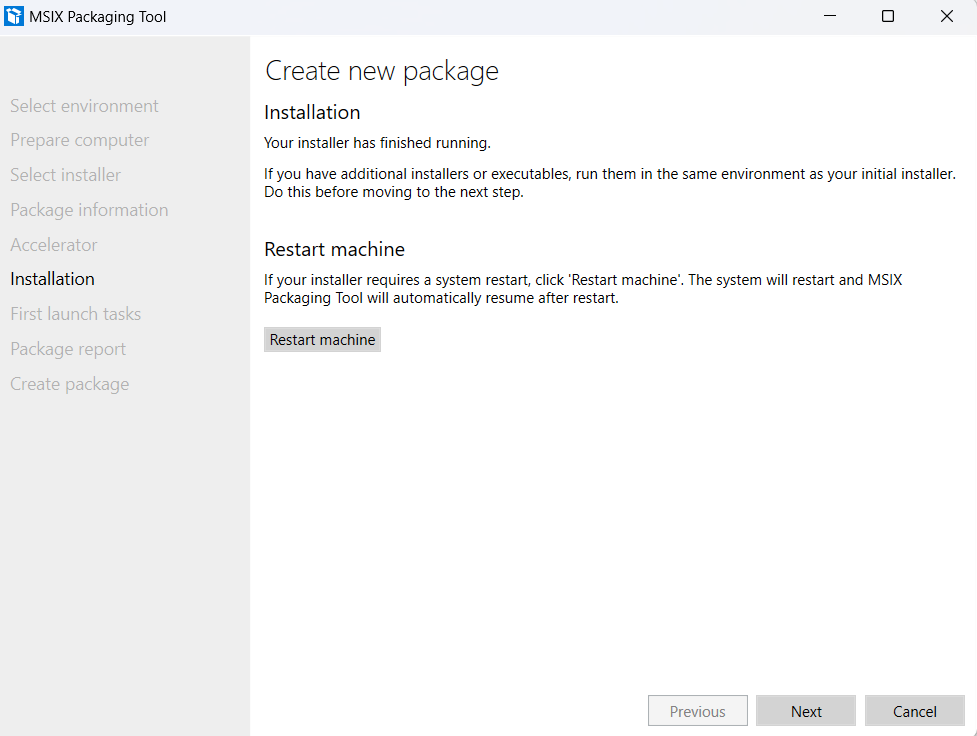 MSIX Packaging Tool
Select environment
Prepare computer
Select installer
Package information
Accelerator
Installation
First launch tasks
Package report
Create package
Create new package
Installation
Your installer has finished running.
If you have additional installers or executables, run them in the same environment as your initial installer.
Do this before moving to the next step.
Restart machine
If your installer requires a system restart, click 'Restart machine'. The system will restart and MSIX
Packaging Tool will automatically resume after restart.
Restart machine
Previous
Next
Cancel